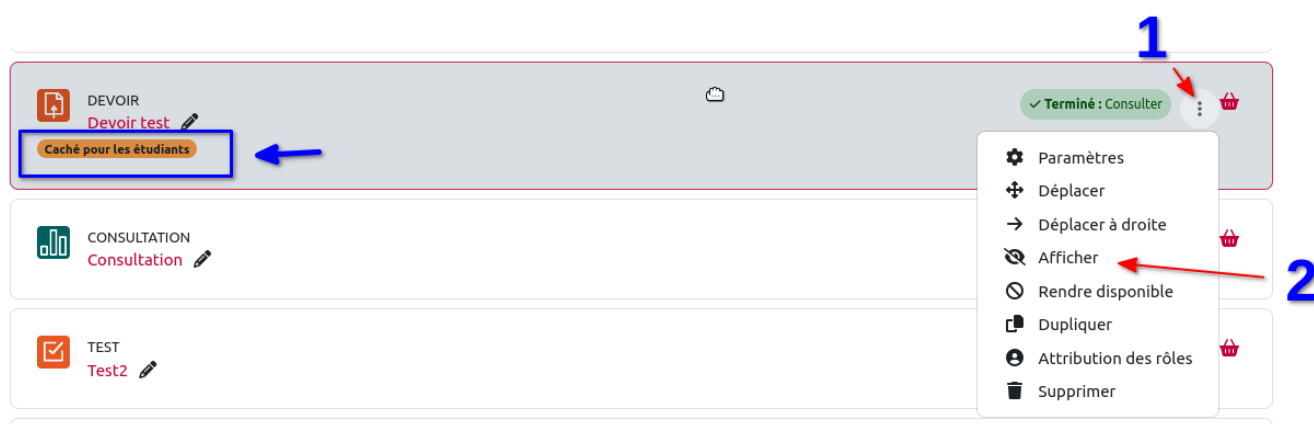 1
DEVOIR
Devoir test
Caché pour les étudiants
Terminé : Consulter
Paramètres
Déplacer
Déplacer à droite
Afficher
Rendre disponible
Dupliquer
Attribution des rôles
Supprimer
2
CONSULTATION
Consultation
TEST
Test2